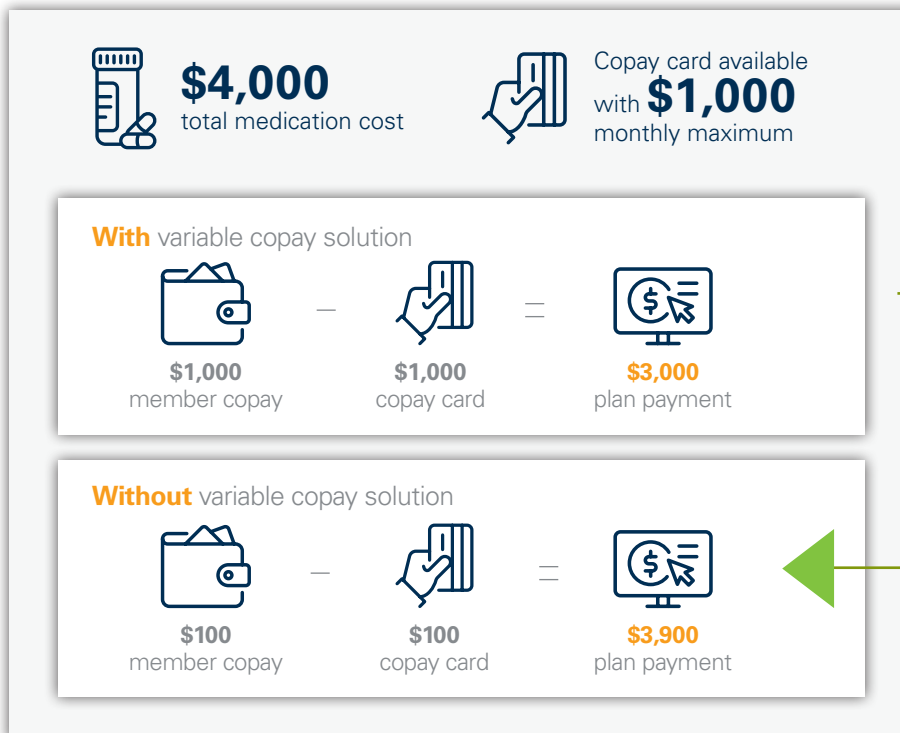 $4,000
total medication cost
Copay card available
with $1,000
monthly maximum
With variable copay solution
– =
$1,000 $1,000 $3,000
member copay copay card plan payment
Without variable copay solution
– =
$100 $100 $3,900
member copay copay card plan payment